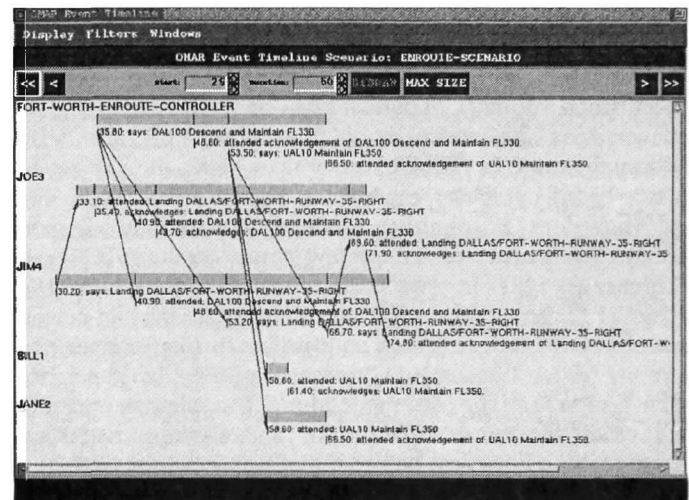 OMAR Event Timeline
Display Filters Windows
OMAR Event Timeline Scenario: ENROUTE-SCENARIO
<< < start: 25 Duration: 50 REDRAW MAX SIZE > >>
FORT-WORTH-ENROUTE-CONTROLLER
|35.80: says: DAL100 Descend and Maintain FL330.
|48.60: attended acknowledgement of DAL100 Descend and Maintain FL330.
|53.50: says: UAL10 Maintain FL350.
|66.50: attended acknowledgement of UAL10 Maintain FL350.
JOE3
|33.10: attended: Landing DALLAS/FORT-WORTH-RUNWAY-35-RIGHT
|35.40: acknowledges: Landing DALLAS/FORT-WORTH-RUNWAY-35-RIGHT
|40.90: attended: DAL100 Descend and Maintain FL330
|43.70: acknowledges: DAL100 Descend and Maintain FL330
|69.60: attended: Landing DALLAS/FORT-WORTH-RUNWAY-35-RIGHT
|71.90: acknowledges: Landing DALLAS/FORT-WORTH-RUNWAY-35
JIM4
|30.20: says: Landing DALLAS/FORT-WORTH-RUNWAY-35-RIGHT
|40.90: attended: DAL100 Descend and Maintain FL330
|48.60: attended acknowledgement of DAL100 Descend and Maintain FL330
|53.20: says: Landing DALLAS/FORT-WORTH-RUNWAY-35-RIGHT
|66.70: says: Landing DALLAS/FORT-WORTH-RUNWAY-35-RIGHT
|74.80: attended acknowledgement of Landing DALLAS/FORT-W
BILL1
|58.60: attended: UAL10 Maintain FL350.
|61.40: acknowledges: UAL10 Maintain FL350.
JANE2
|58.60: attended: UAL10 Maintain FL350
|66.50: attended acknowledgement of UAL10 Maintain FL350.